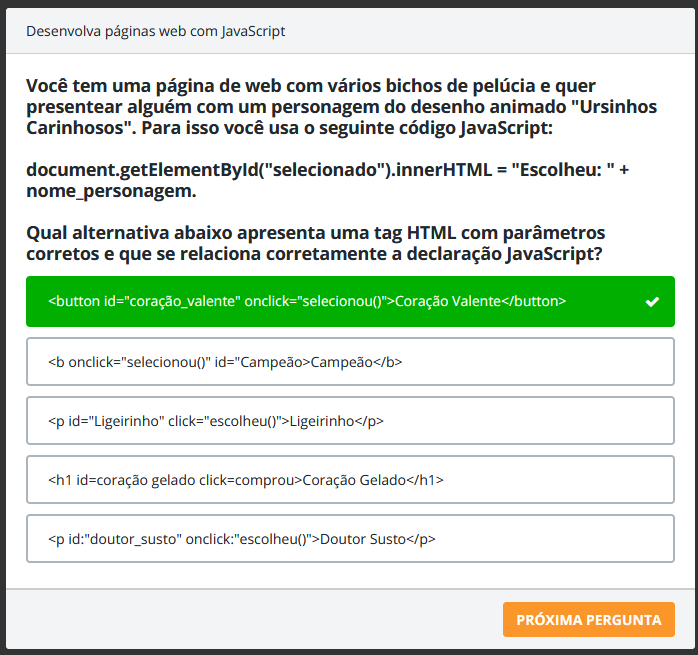 Desenvolva páginas web com JavaScript
Você tem uma página de web com vários bichos de pelúcia e quer
presentear alguém com um personagem do desenho animado "Ursinhos
Carinhosos". Para isso você usa o seguinte código JavaScript:
document.getElementById("selecionado").innerHTML = "Escolheu: " +
nome_personagem.
Qual alternativa abaixo apresenta uma tag HTML com parâmetros
corretos e que se relaciona corretamente a declaração JavaScript?
<button id="coração_valente" onclick="selecionou()">Coração Valente</button>
<b onclick="selecionou()" id="Campeão>Campeão</b>
<p id="Ligeirinho" click="escolheu()">Ligeirinho</p>
<h1 id=coração gelado click=comprou>Coração Gelado</h1>
<p id:"doutor_susto" onclick:"escolheu()">Doutor Susto</p>
PRÓXIMA PERGUNTA